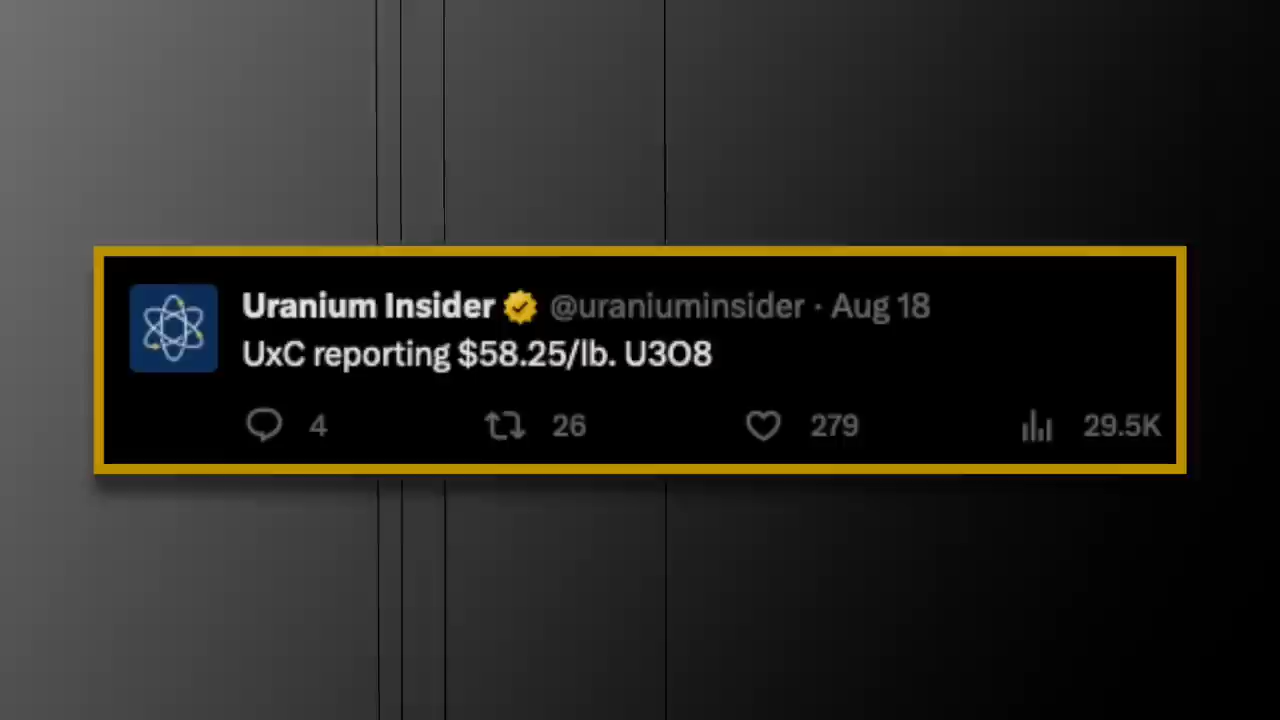 Uranium Insider @uraniuminsider · Aug 18
UxC reporting $58.25/lb. U3O8
4 26 279 29.5K